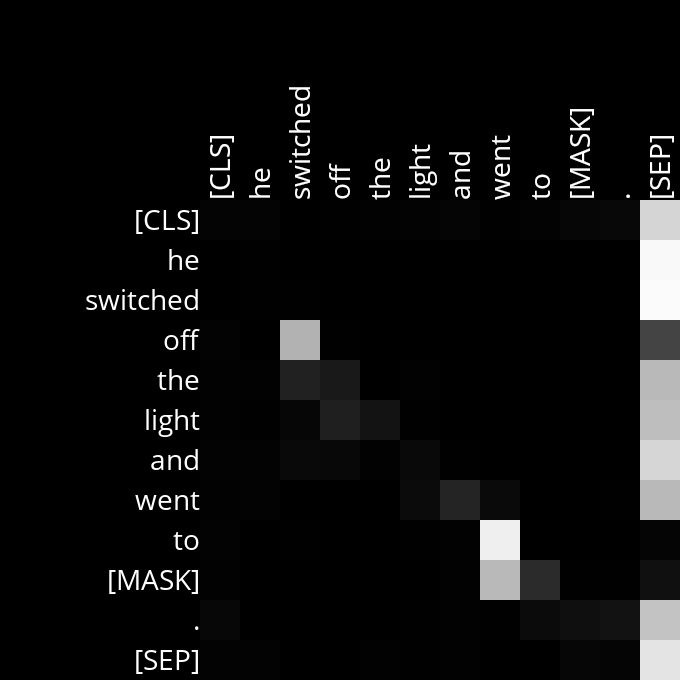 [CLS] he switched off the light and went to [MASK] . [SEP]
[CLS]
he
switched
off
the
light
and
went
to
[MASK]
.
[SEP]